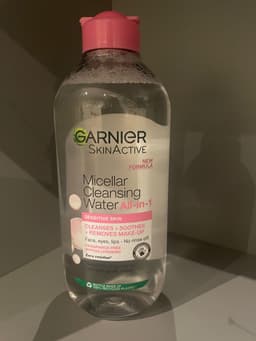 GARNIER
SKINACTIVE
NEW
FORMULA
Micellar
Cleansing
Water All-in-1
SENSITIVE SKIN
CLEANSES + SOOTHES
+ REMOVES MAKE-UP
Face, eyes, lips - No rinse off